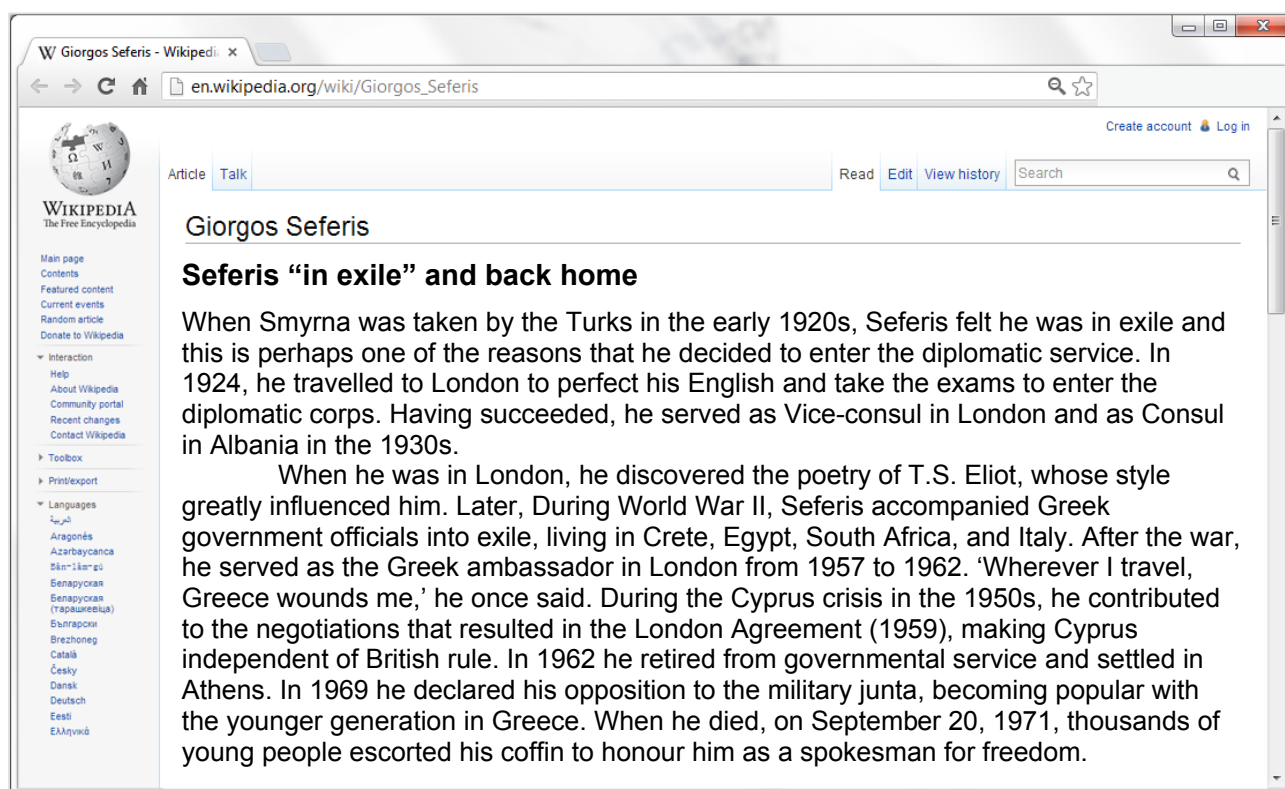 W Giorgos Seferis - Wikipedi
en.wikipedia.org/wiki/Giorgos_Seferis
Create account Log in
Article Talk Read Edit View history Search
WIKIPEDIA
The Free Encyclopedia
Main page
Contents
Featured content
Current events
Random article
Donate to Wikipedia
Interaction
Help
About Wikipedia
Community portal
Recent changes
Contact Wikipedia
Toolbox
Print/export
Languages
العربية
Aragonés
Azərbaycanca
Bân-lâm-gú
Беларуская
Беларуская
(тарашкевіца)
Български
Brezhoneg
Català
Česky
Dansk
Deutsch
Eesti
Ελληνικά
Giorgos Seferis
Seferis “in exile” and back home
When Smyrna was taken by the Turks in the early 1920s, Seferis felt he was in exile and
this is perhaps one of the reasons that he decided to enter the diplomatic service. In
1924, he travelled to London to perfect his English and take the exams to enter the
diplomatic corps. Having succeeded, he served as Vice-consul in London and as Consul
in Albania in the 1930s.
When he was in London, he discovered the poetry of T.S. Eliot, whose style
greatly influenced him. Later, During World War II, Seferis accompanied Greek
government officials into exile, living in Crete, Egypt, South Africa, and Italy. After the war,
he served as the Greek ambassador in London from 1957 to 1962. ‘Wherever I travel,
Greece wounds me,’ he once said. During the Cyprus crisis in the 1950s, he contributed
to the negotiations that resulted in the London Agreement (1959), making Cyprus
independent of British rule. In 1962 he retired from governmental service and settled in
Athens. In 1969 he declared his opposition to the military junta, becoming popular with
the younger generation in Greece. When he died, on September 20, 1971, thousands of
young people escorted his coffin to honour him as a spokesman for freedom.